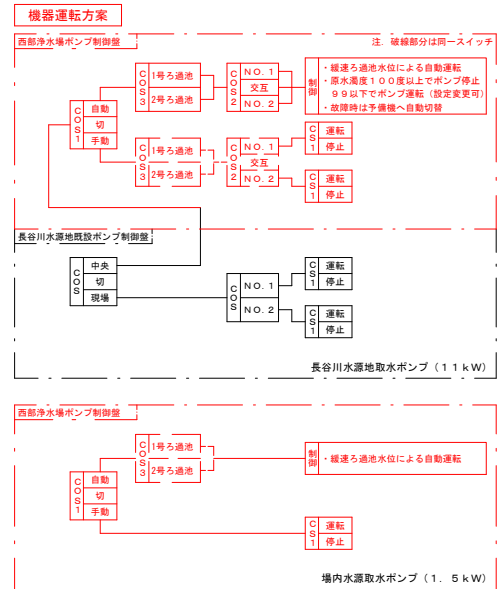 機器運転方案
西部浄水場ポンプ制御盤
注．破線部分は同一スイッチ
COS1
自動
切
手動
COS3
1号ろ過池
2号ろ過池
COS2
NO．1
交互
NO．2
制御
・緩速ろ過池水位による自動運転
・原水濁度１００度以上でポンプ停止
９９以下でポンプ運転（設定変更可）
・故障時は予備機へ自動切替
COS3
1号ろ過池
2号ろ過池
COS2
NO．1
交互
NO．2
CS1
運転
停止
CS1
運転
停止
長谷川水源地既設ポンプ制御盤
COS
中央
切
現場
COS
NO．1
NO．2
CS1
運転
停止
CS1
運転
停止
長谷川水源地取水ポンプ（１１ｋＷ）
西部浄水場ポンプ制御盤
COS1
自動
切
手動
COS3
1号ろ過池
2号ろ過池
制御
・緩速ろ過池水位による自動運転
CS1
運転
停止
場内水源取水ポンプ（１．５ｋＷ）